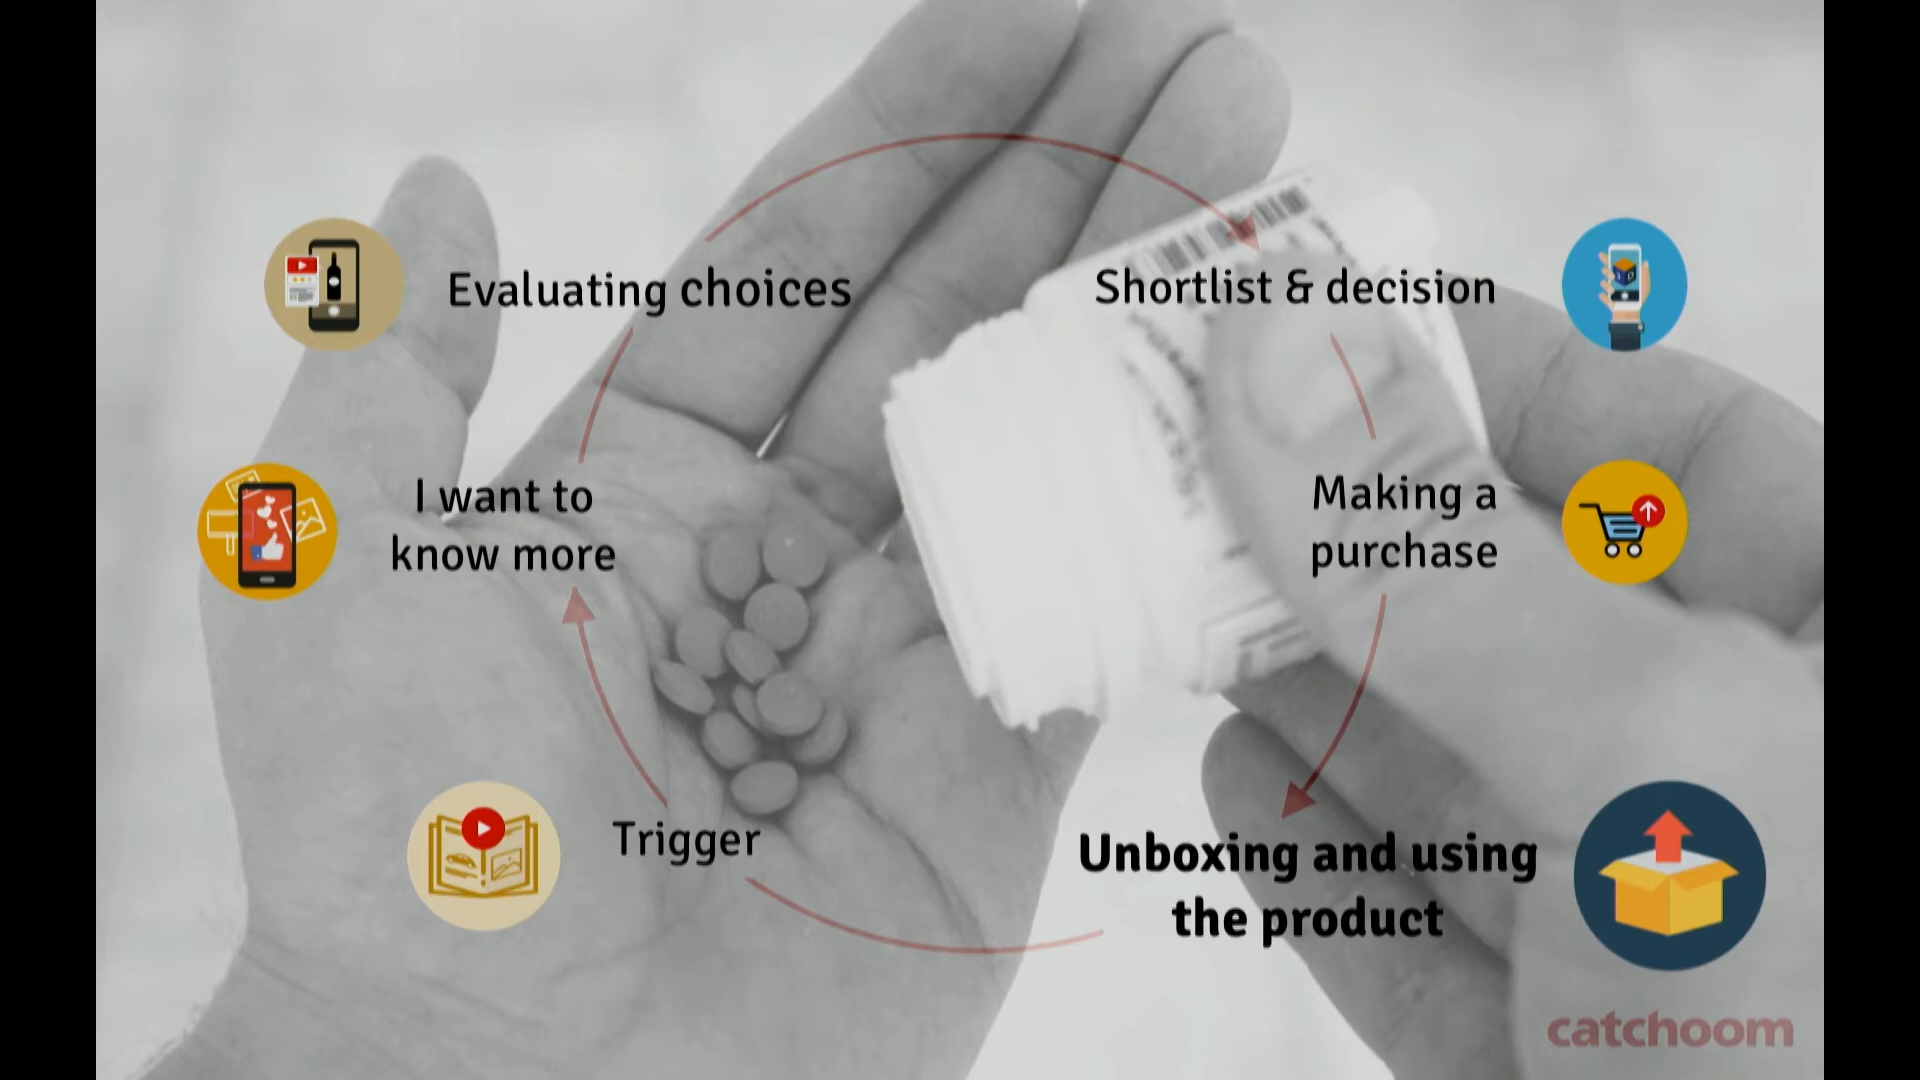 Evaluating choices
Shortlist & decision
I want to
know more
Making a
purchase
Trigger
Unboxing and using
the product
catchoom